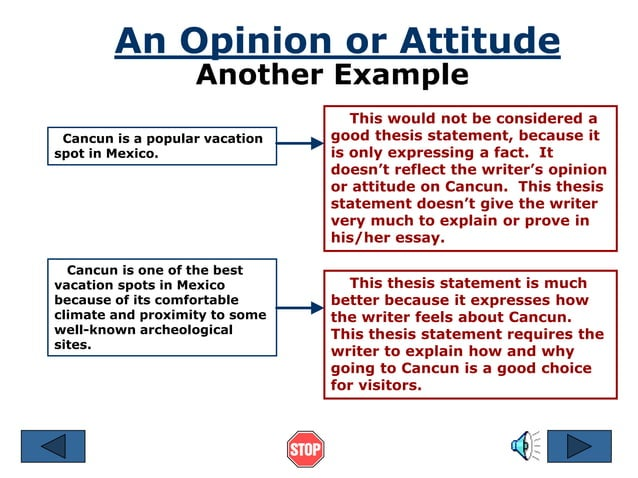 An Opinion or Attitude
Another Example
Cancun is a popular vacation
spot in Mexico.
This would not be considered a
good thesis statement, because it
is only expressing a fact.  It
doesn’t reflect the writer’s opinion
or attitude on Cancun.  This thesis
statement doesn’t give the writer
very much to explain or prove in
his/her essay.
Cancun is one of the best
vacation spots in Mexico
because of its comfortable
climate and proximity to some
well-known archeological
sites.
This thesis statement is much
better because it expresses how
the writer feels about Cancun.
This thesis statement requires the
writer to explain how and why
going to Cancun is a good choice
for visitors.
STOP